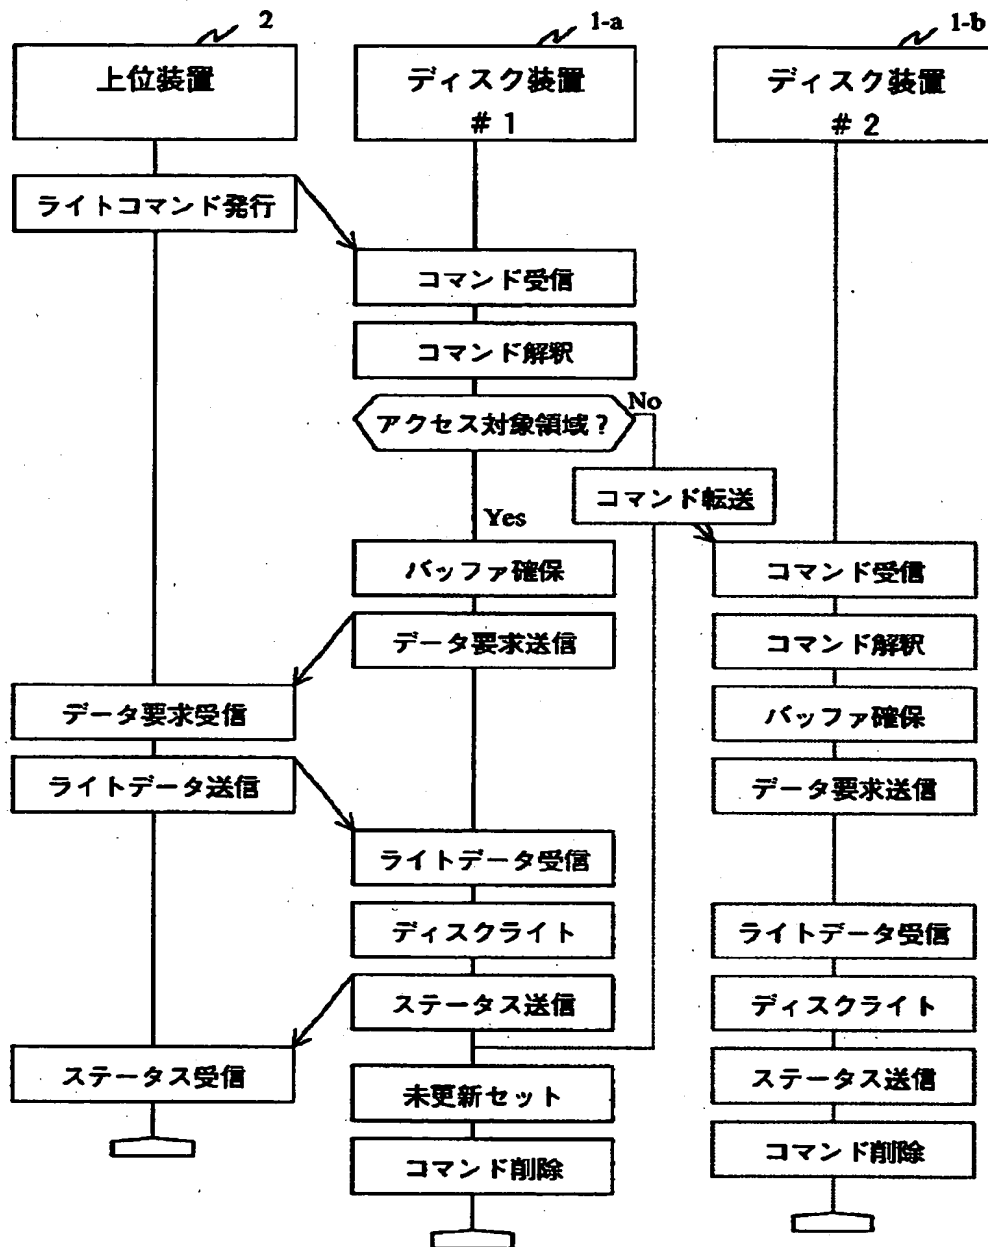 2
1-a
1-b
上位装置
ディスク装置
# 1
ディスク装置
# 2
ライトコマンド発行
コマンド受信
コマンド解釈
アクセス対象領域？
No
コマンド転送
Yes
バッファ確保
コマンド受信
データ要求送信
コマンド解釈
データ要求受信
バッファ確保
ライトデータ送信
データ要求送信
ライトデータ受信
ディスクライト
ライトデータ受信
ステータス送信
ディスクライト
ステータス受信
ステータス送信
未更新セット
コマンド削除
コマンド削除